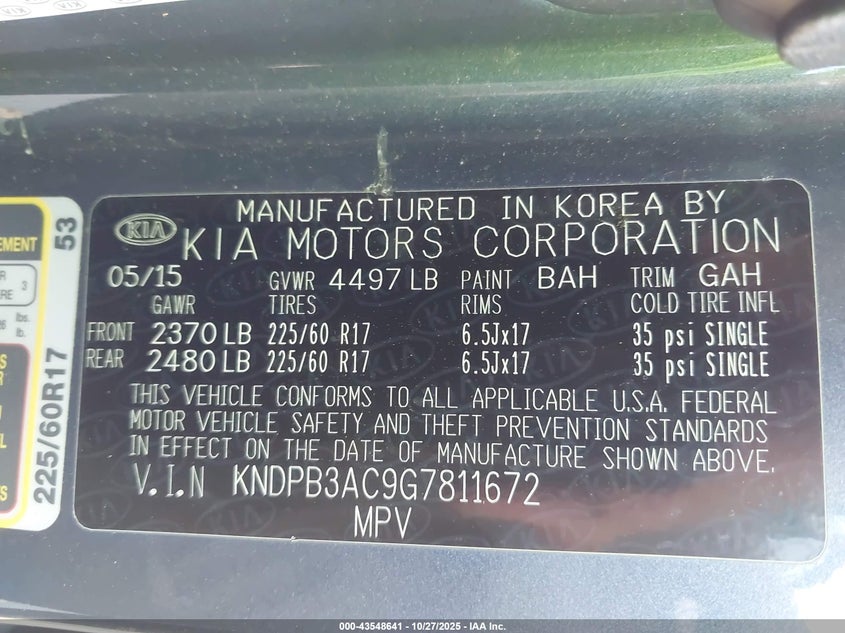 KIA
MANUFACTURED IN KOREA BY
KIA MOTORS CORPORATION
05/15 GVWR 4497 LB PAINT BAH TRIM GAH
GAWR TIRES RIMS COLD TIRE INFL
FRONT 2370 LB 225/60 R17 6.5Jx17 35 psi SINGLE
REAR 2480 LB 225/60 R17 6.5Jx17 35 psi SINGLE
THIS VEHICLE CONFORMS TO ALL APPLICABLE U.S.A. FEDERAL
MOTOR VEHICLE SAFETY AND THEFT PREVENTION STANDARDS
IN EFFECT ON THE DATE OF MANUFACTURE SHOWN ABOVE.
V.I.N KNDPB3AC9G7811672
MPV
225/60R17 53
3
lbs.
lb.
000-43548641 - 10/27/2025 - IAA Inc.